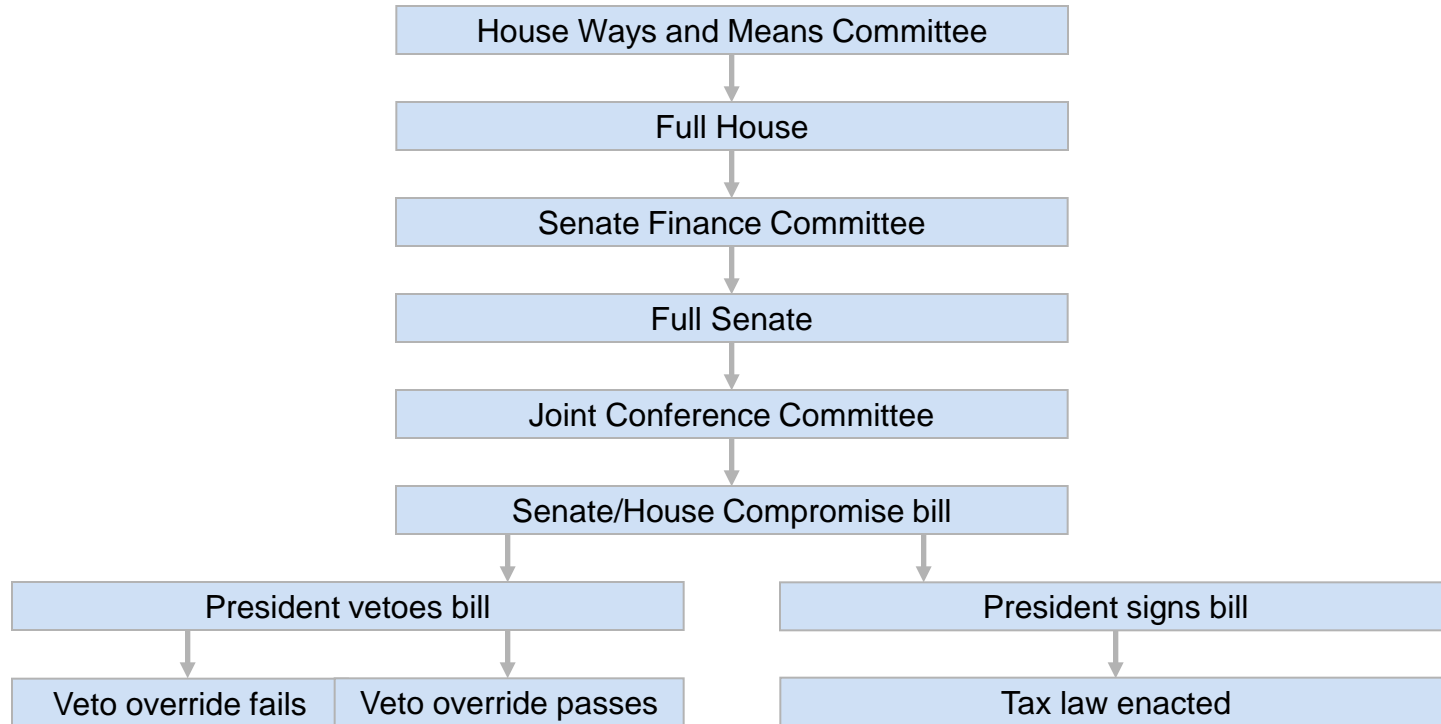 House Ways and Means Committee
Full House
Senate Finance Committee
Full Senate
Joint Conference Committee
Senate/House Compromise bill
President vetoes bill
President signs bill
Veto override fails
Veto override passes
Tax law enacted